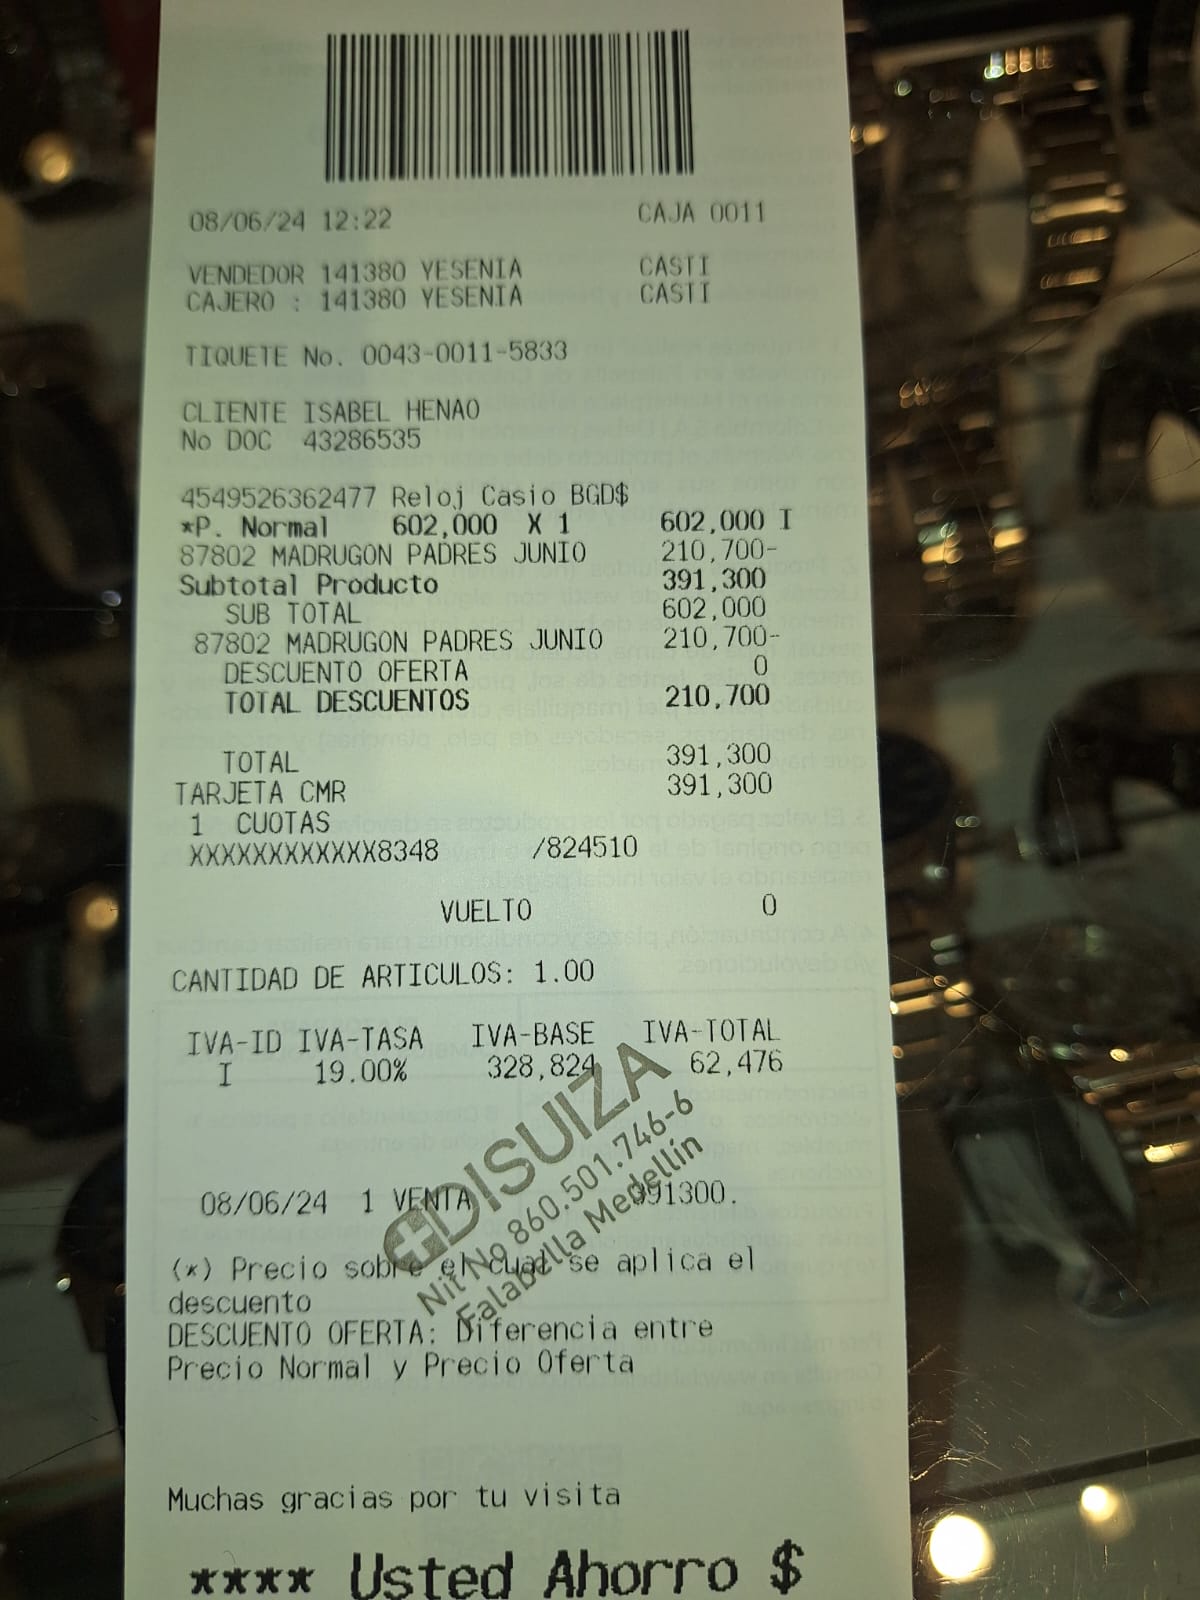 08/06/24 12:22 CAJA 0011
VENDEDOR 141380 YESENIA CASTI
CAJERO : 141380 YESENIA CASTI
TIQUETE No. 0043-0011-5833
CLIENTE ISABEL HENAO
No DOC 43286535
4549526362477 Reloj Casio BGD$
*P. Normal 602,000 X 1 602,000 I
87802 MADRUGON PADRES JUNIO 210,700-
Subtotal Producto 391,300
SUB TOTAL 602,000
87802 MADRUGON PADRES JUNIO 210,700-
DESCUENTO OFERTA 0
TOTAL DESCUENTOS 210,700
TOTAL 391,300
TARJETA CMR 391,300
1 CUOTAS
XXXXXXXXXXXX8348 /824510
VUELTO 0
CANTIDAD DE ARTICULOS: 1.00
IVA-ID IVA-TASA IVA-BASE IVA-TOTAL
I 19.00% 328,824 62,476
DISUIZA
Nit No 860.501.746-6
Falabella Medellín
08/06/24 1 VENTA 391300.
(*) Precio sobre el cual se aplica el
descuento
DESCUENTO OFERTA: Diferencia entre
Precio Normal y Precio Oferta
Muchas gracias por tu visita
**** Usted Ahorro $